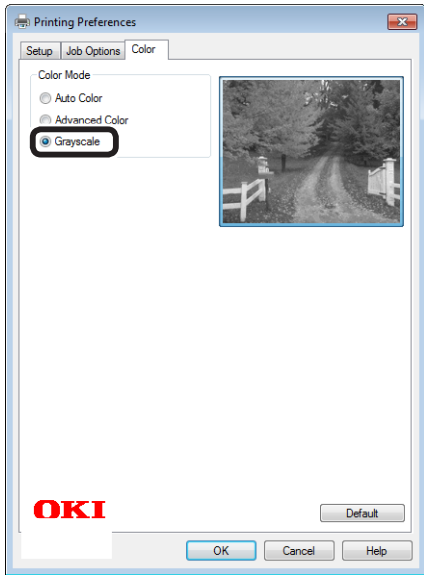 Printing Preferences
Setup Job Options Color
Color Mode
Auto Color
Advanced Color
Grayscale
OKI
Default
OK Cancel Help